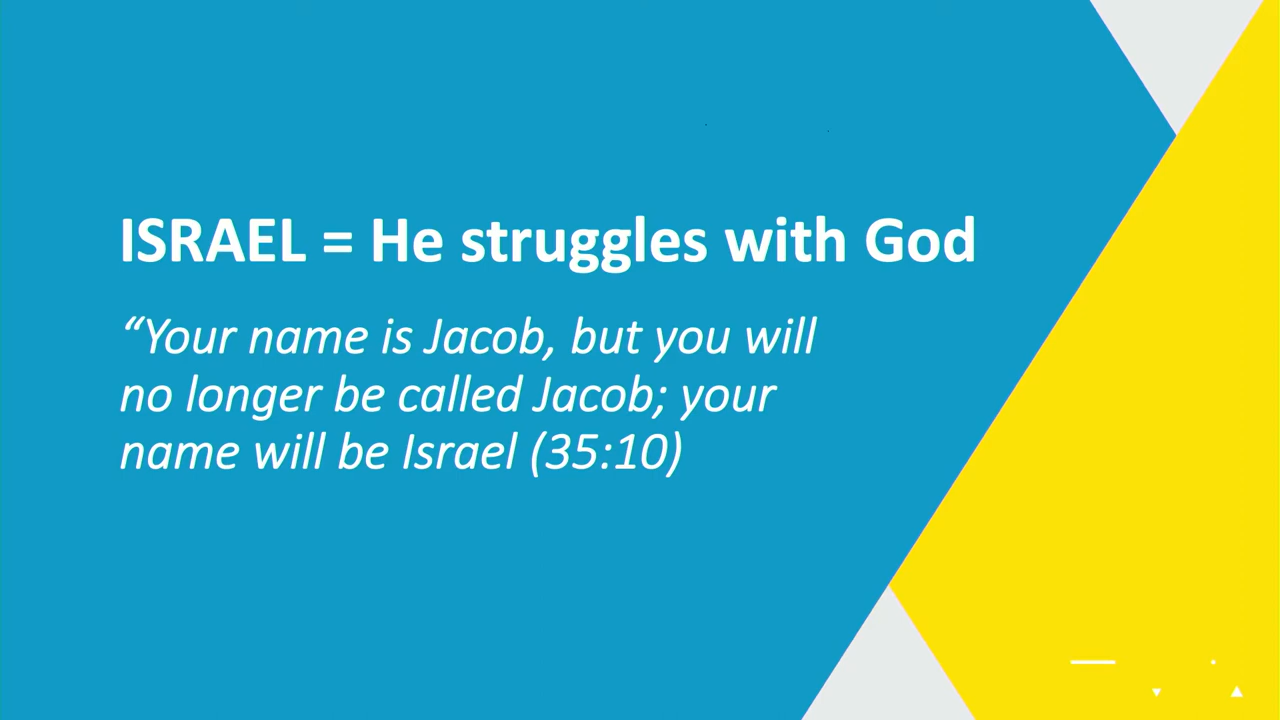 ISRAEL = He struggles with God
“Your name is Jacob, but you will
no longer be called Jacob; your
name will be Israel (35:10)